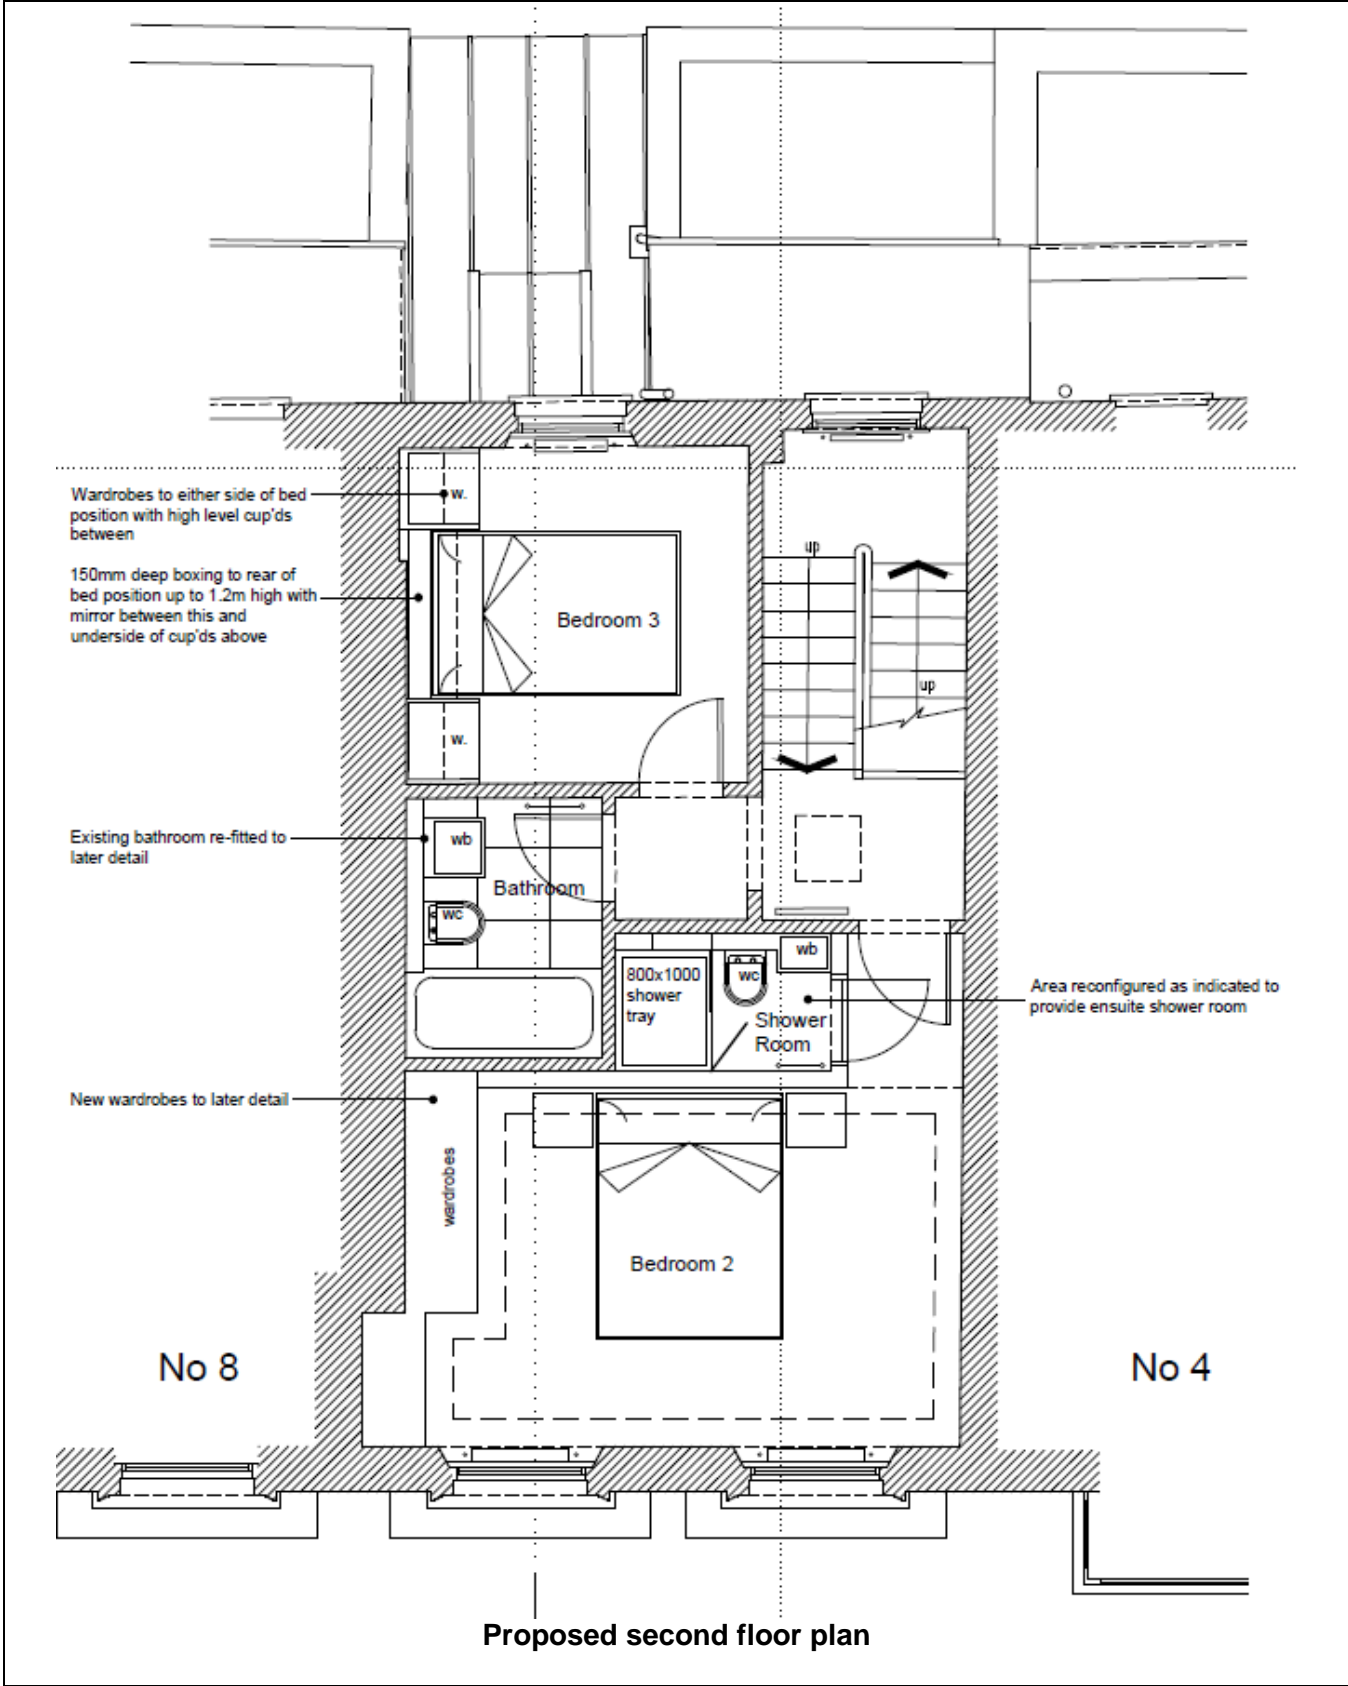 Wardrobes to either side of bed
position with high level cup'ds
between
150mm deep boxing to rear of
bed position up to 1.2m high with
mirror between this and
underside of cup'ds above
w.
Bedroom 3
w.
up
up
Existing bathroom re-fitted to
later detail
wb
Bathroom
wc
800x1000
shower
tray
wc
wb
Shower
Room
Area reconfigured as indicated to
provide ensuite shower room
New wardrobes to later detail
wardrobes
Bedroom 2
No 8
No 4
Proposed second floor plan